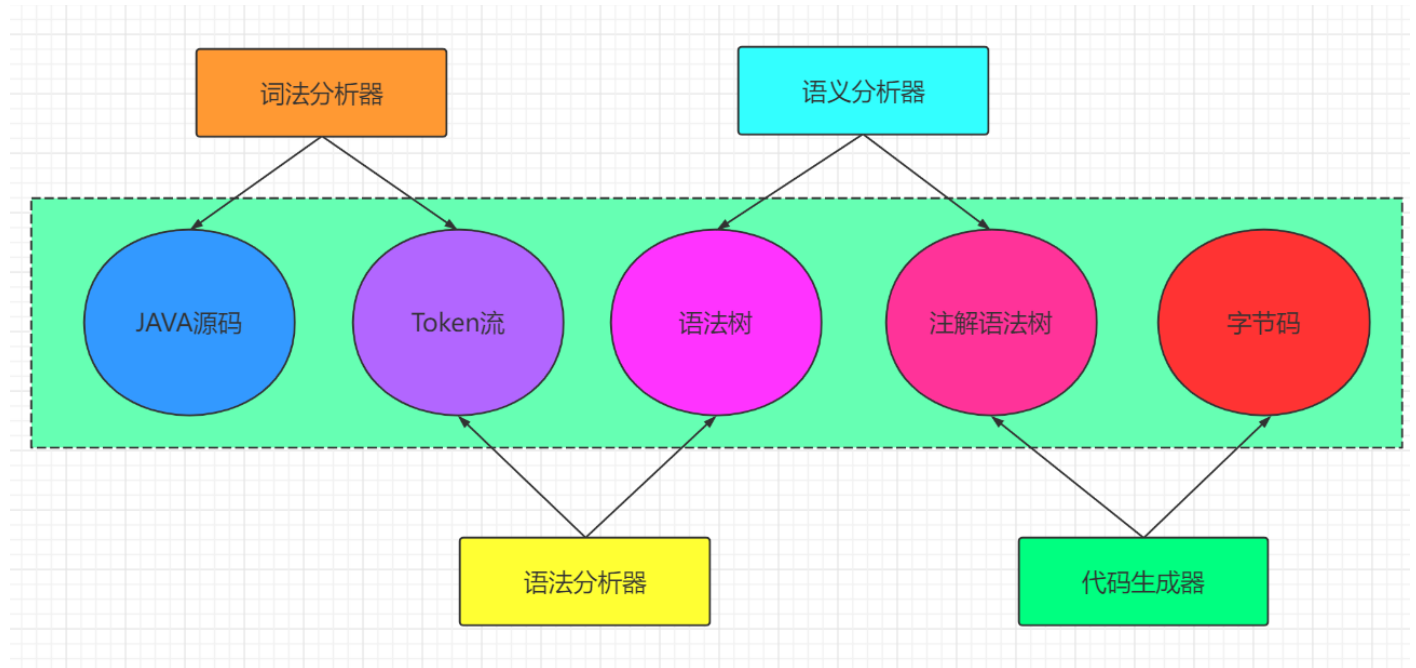 词法分析器
语义分析器
JAVA源码
Token流
语法树
注解语法树
字节码
语法分析器
代码生成器